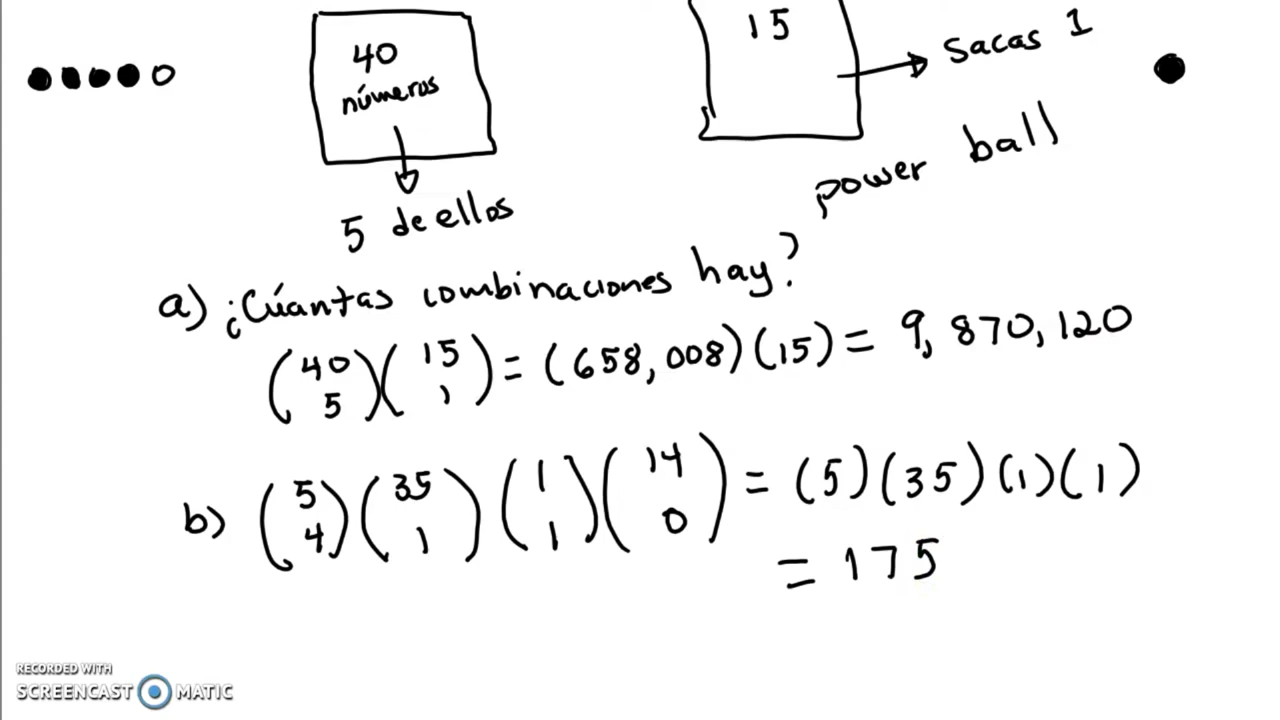 40
números
5 de ellos
15
Sacas 1
power ball
a) ¿Cúantas combinaciones hay?
(40 5)(15 1) = (658,008)(15) = 9,870,120
b) (5 4)(35 1)(1 1)(14 0) = (5)(35)(1)(1)
= 175
RECORDED WITH
SCREENCAST MATIC